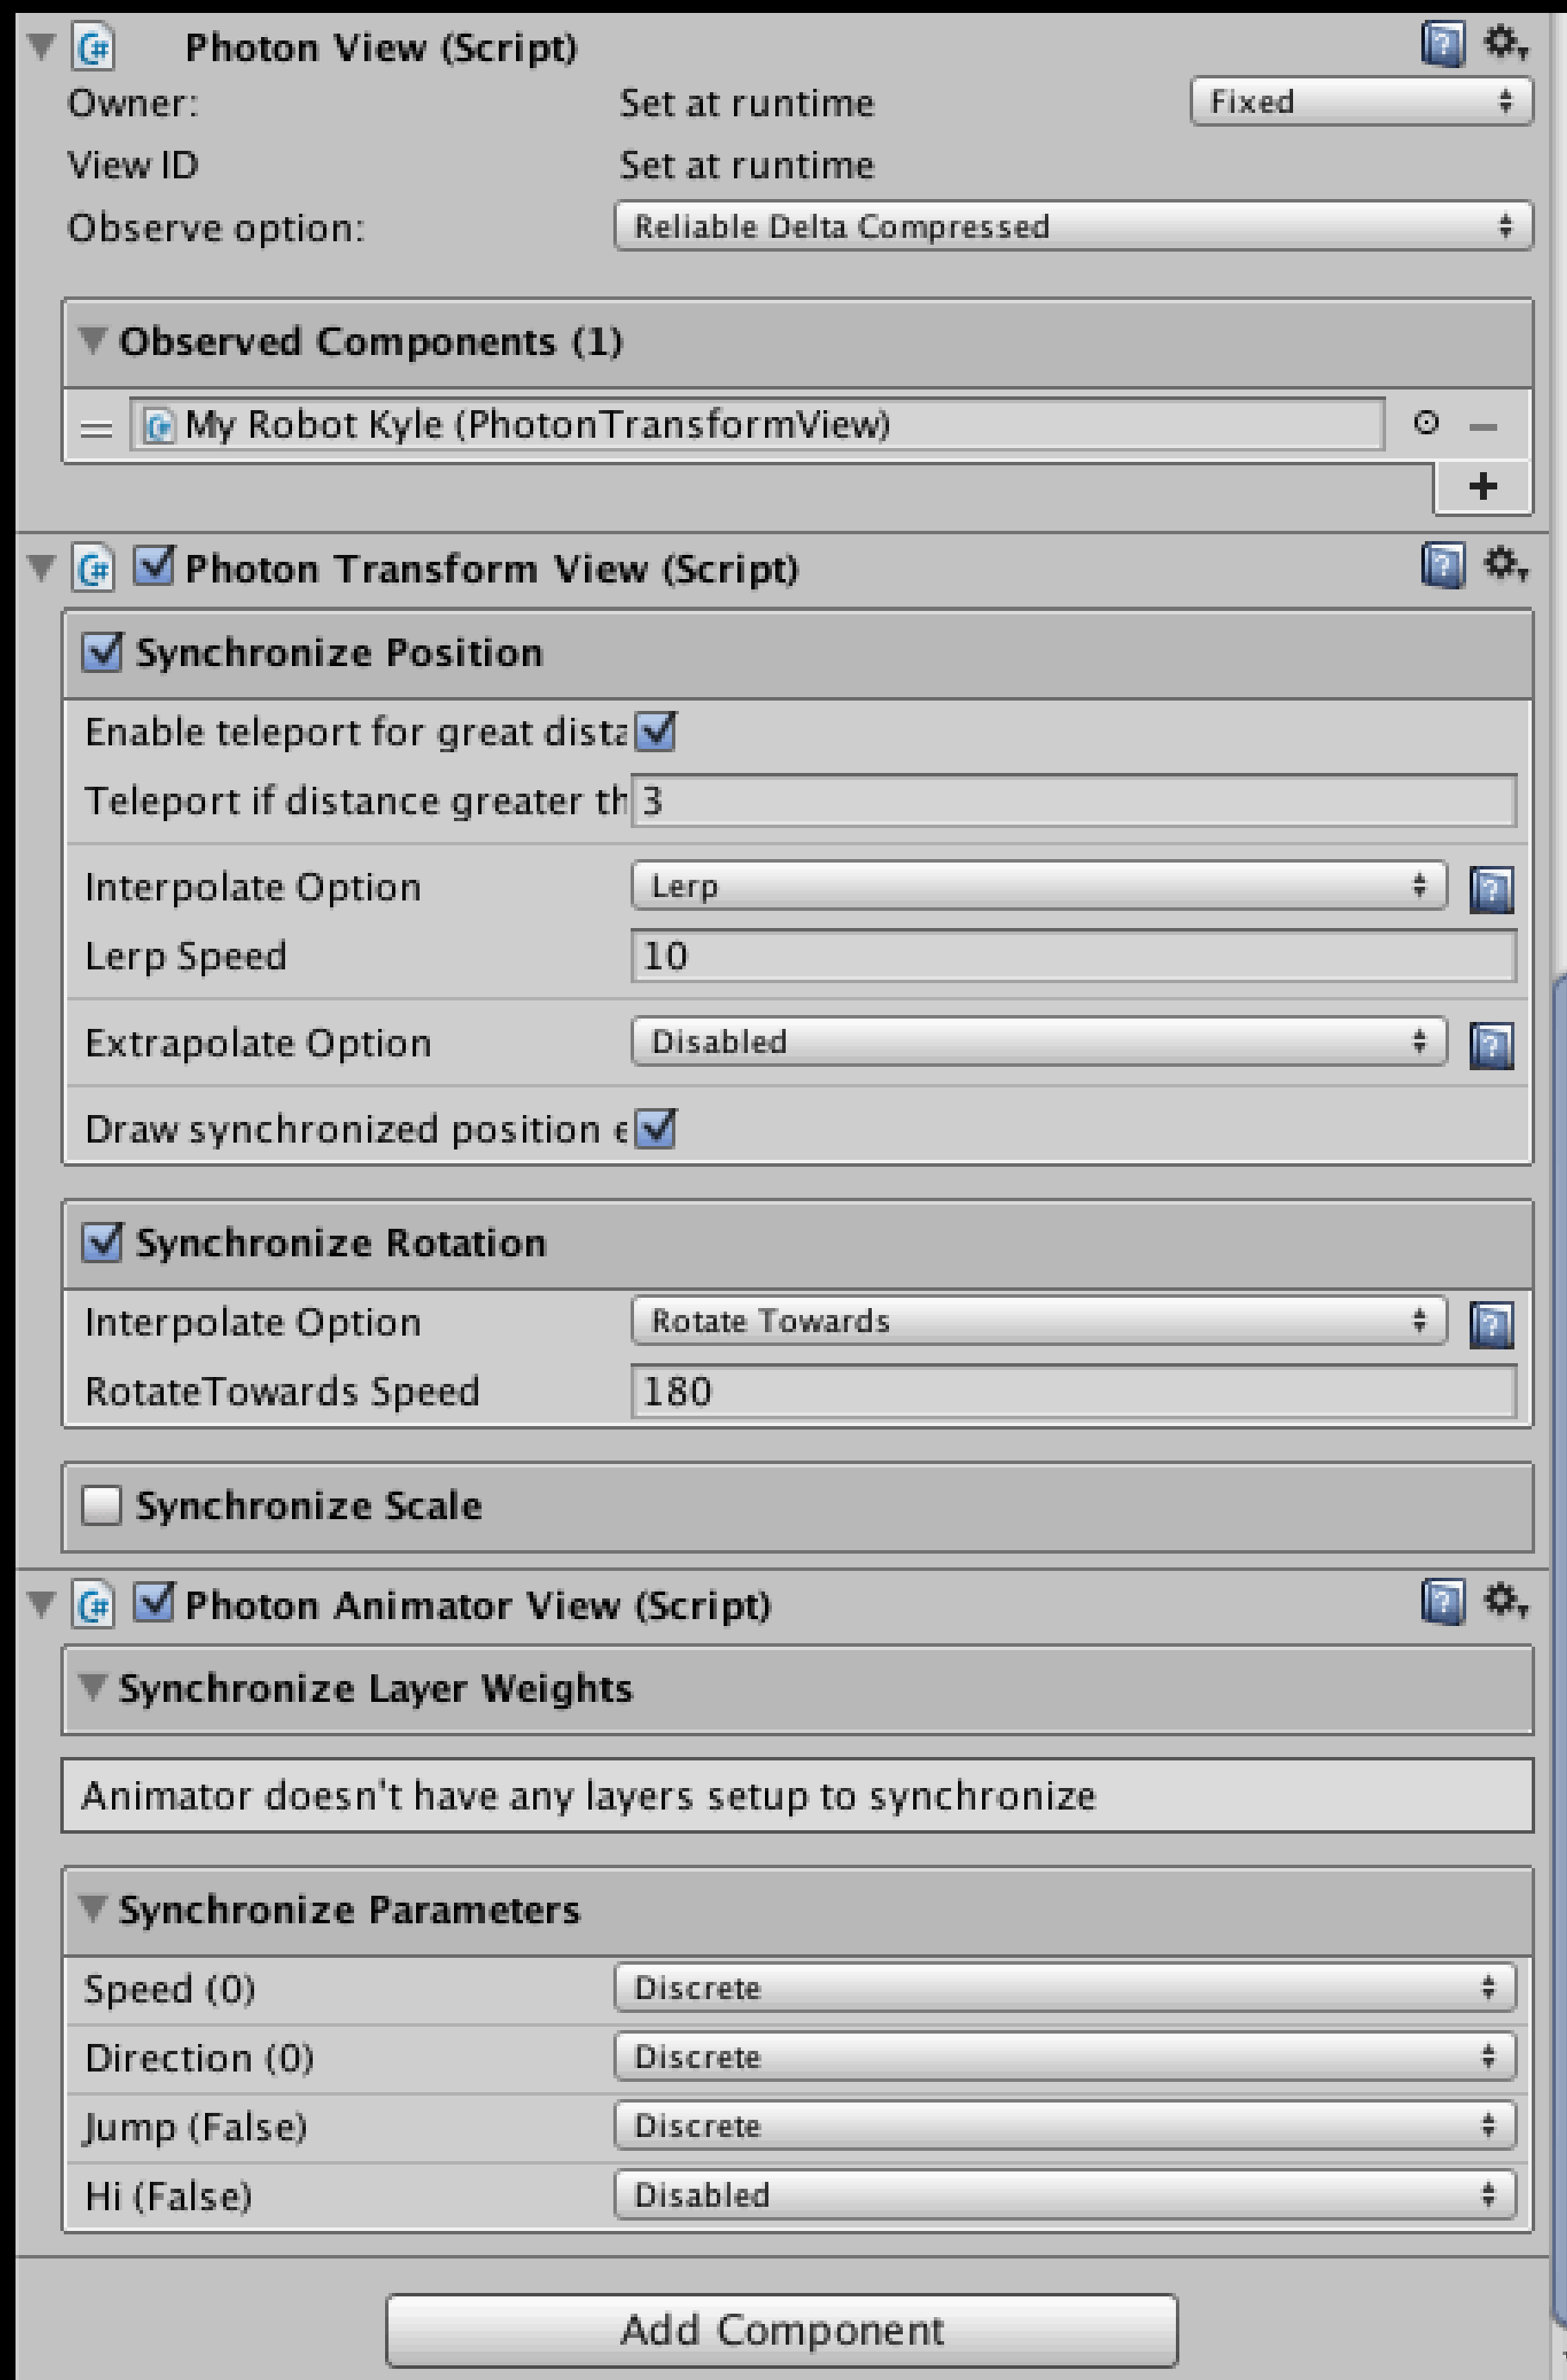 Photon View (Script)
Owner: Set at runtime Fixed
View ID Set at runtime
Observe option: Reliable Delta Compressed
Observed Components (1)
My Robot Kyle (PhotonTransformView)
Photon Transform View (Script)
Synchronize Position
Enable teleport for great dista
Teleport if distance greater th 3
Interpolate Option Lerp
Lerp Speed 10
Extrapolate Option Disabled
Draw synchronized position e
Synchronize Rotation
Interpolate Option Rotate Towards
RotateTowards Speed 180
Synchronize Scale
Photon Animator View (Script)
Synchronize Layer Weights
Animator doesn't have any layers setup to synchronize
Synchronize Parameters
Speed (0) Discrete
Direction (0) Discrete
Jump (False) Discrete
Hi (False) Disabled
Add Component